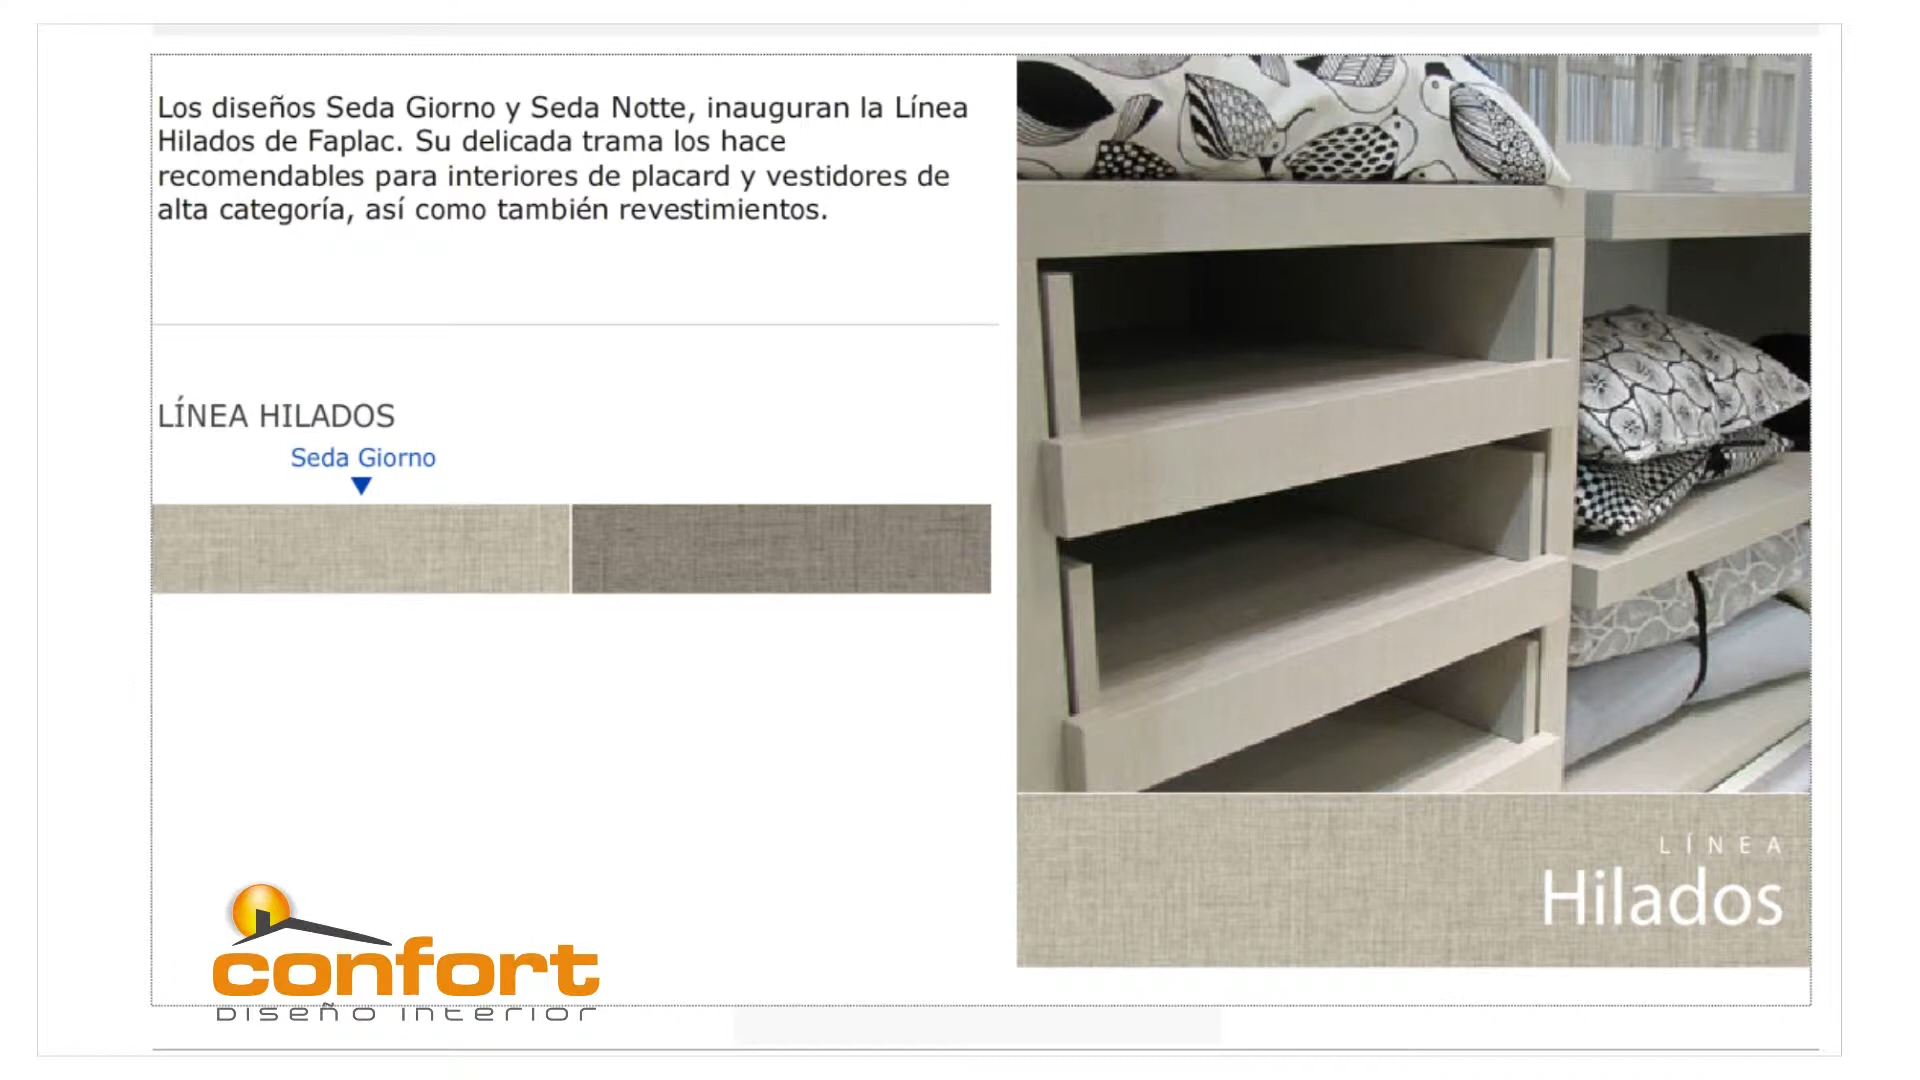 Los diseños Seda Giorno y Seda Notte, inauguran la Línea
Hilados de Faplac. Su delicada trama los hace
recomendables para interiores de placard y vestidores de
alta categoría, así como también revestimientos.
LÍNEA HILADOS
Seda Giorno
LÍNEA
Hilados
confort
Diseño interior